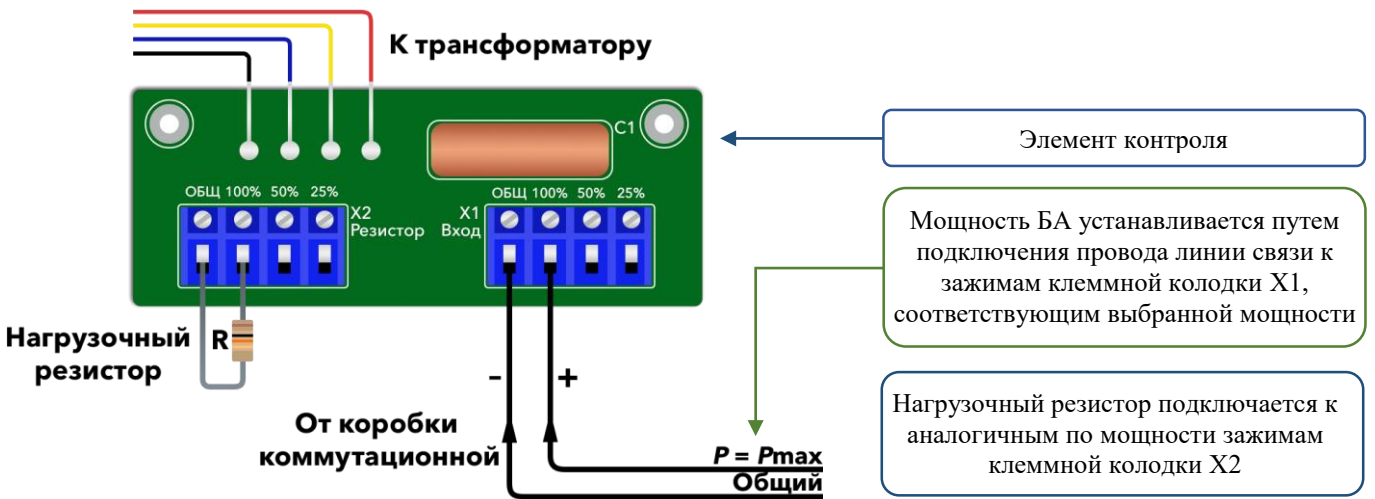 К трансформатору
C1
Элемент контроля
ОБЩ 100% 50% 25%
X2
Резистор
ОБЩ 100% 50% 25%
X1
Вход
Мощность БА устанавливается путем
подключения провода линии связи к
зажимам клеммной колодки X1,
соответствующим выбранной мощности
Нагрузочный
резистор
R
-
+
От коробки
коммутационной
P = Pmax
Общий
Нагрузочный резистор подключается к
аналогичным по мощности зажимам
клеммной колодки X2